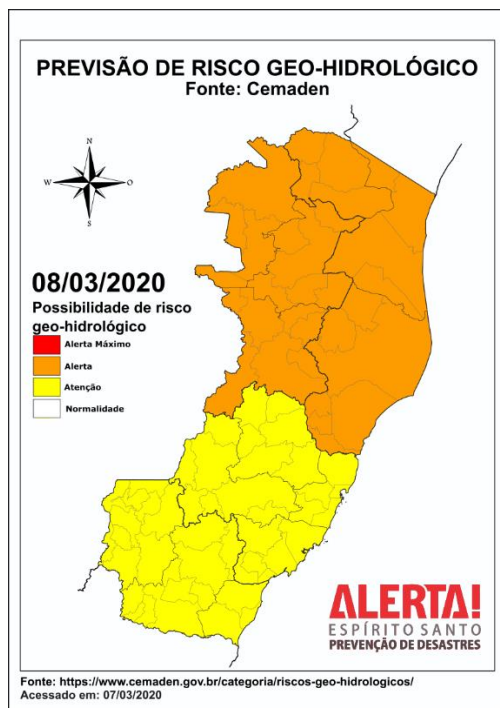 PREVISÃO DE RISCO GEO-HIDROLÓGICO
Fonte: Cemaden
N
W
O
S
08/03/2020
Possibilidade de risco
geo-hidrológico
Alerta Máximo
Alerta
Atenção
Normalidade
ALERTA!
ESPÍRITO SANTO
PREVENÇÃO DE DESASTRES
Fonte: https://www.cemaden.gov.br/categoria/riscos-geo-hidrologicos/
Acessado em: 07/03/2020